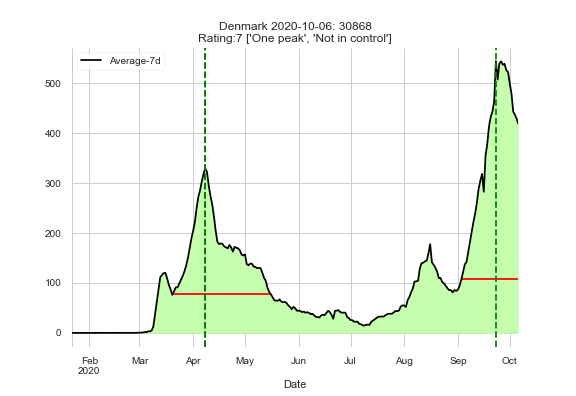 Denmark 2020-10-06: 30868
Rating:7 ['One peak', 'Not in control']
Average-7d
500
400
300
200
100
0
Feb Mar Apr May Jun Jul Aug Sep Oct
2020
Date